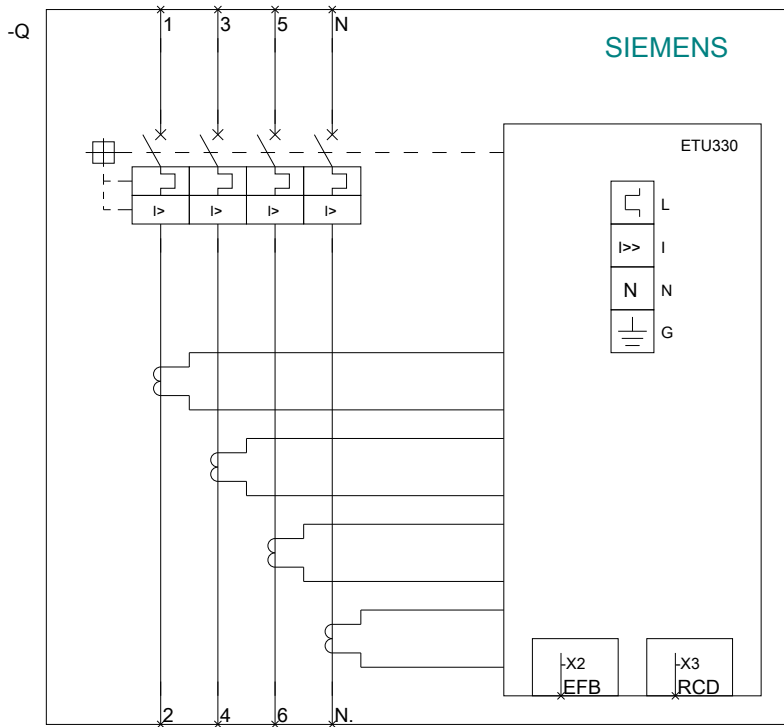 -Q
1 3 5 N
SIEMENS
ETU330
L
I> I> I> I>
I>> I
N N
G
-X2 -X3
EFB RCD
2 4 6 N.